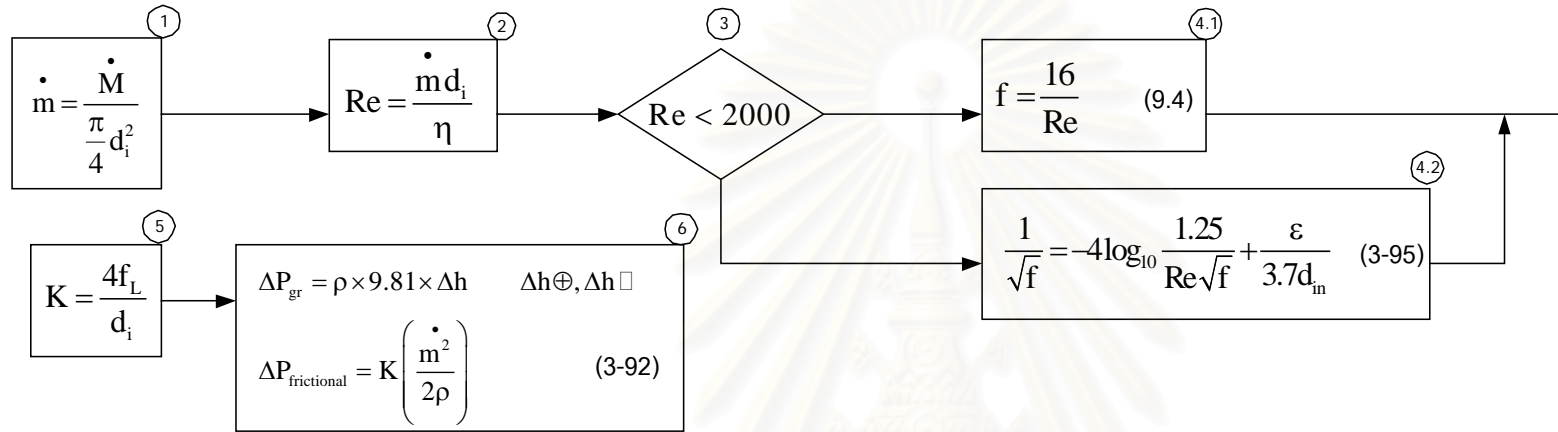 1
ṁ = Ṁ / (π/4 d_i²)
2
Re = ṁ d_i / η
3
Re < 2000
4.1
f = 16 / Re (9.4)
4.2
1/√f = −4log₁₀ 1.25/(Re√f) + ε/(3.7d_in) (3-95)
5
K = 4f_L / d_i
6
ΔP_gr = ρ×9.81×Δh Δh⊕, Δh□
ΔP_frictional = K(ṁ²/2ρ) (3-92)